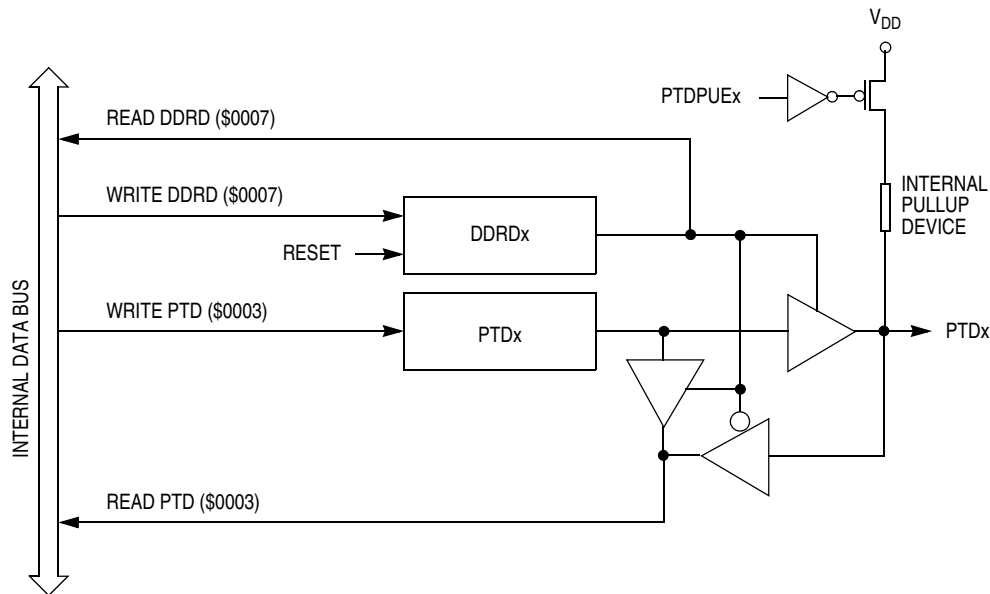 VDD
PTDPUEx
READ DDRD ($0007)
WRITE DDRD ($0007)
INTERNAL
PULLUP
DEVICE
DDRDx
RESET
INTERNAL DATA BUS
WRITE PTD ($0003)
PTDx
PTDx
READ PTD ($0003)